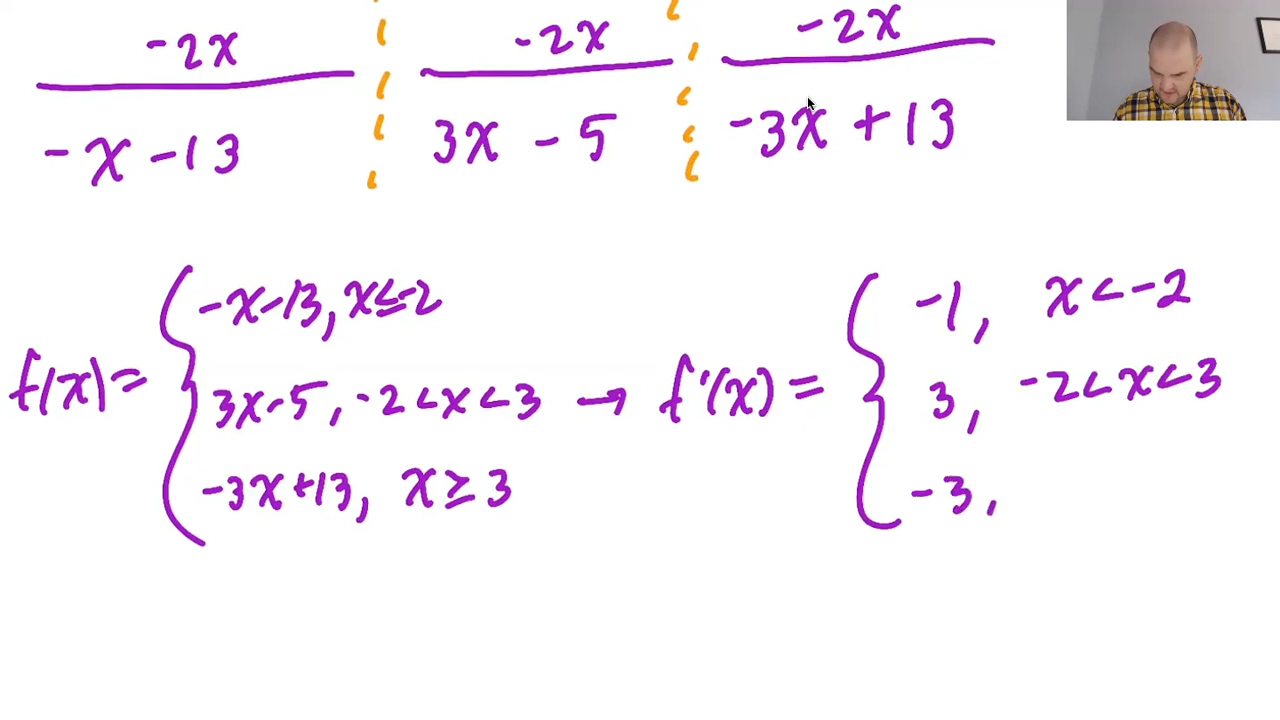 -2x -2x -2x
-x -13 3x - 5 -3x + 13
f(x) = { -x-13, x≤-2
3x-5, -2<x<3 → f'(x) = { -1, x<-2
3, -2<x<3
-3x+13, x≥3
-3,